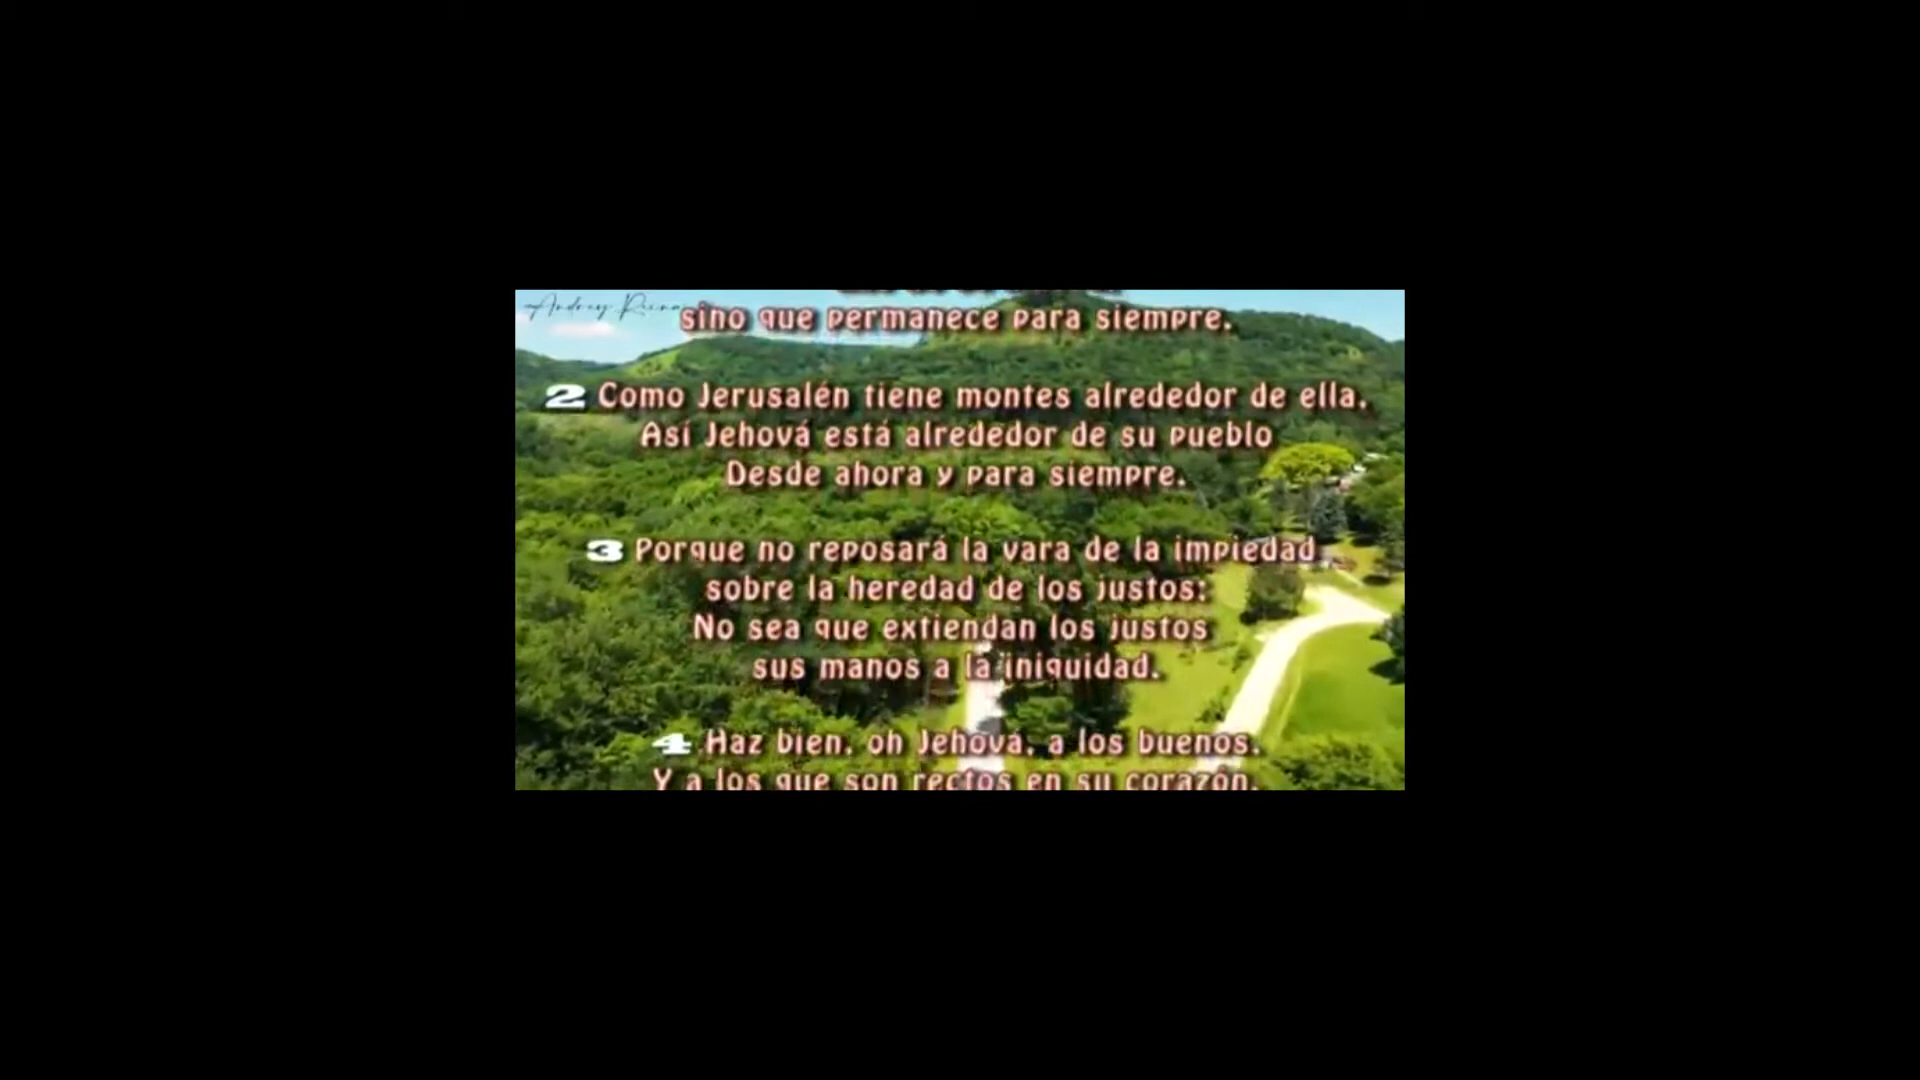 Andrey Reina
sino que permanece para siempre.
2 Como Jerusalén tiene montes alrededor de ella,
Así Jehová está alrededor de su pueblo
Desde ahora y para siempre.
3 Porque no reposará la vara de la impiedad
sobre la heredad de los justos;
No sea que extiendan los justos
sus manos a la iniquidad.
4 Haz bien, oh Jehová, a los buenos,
Y a los que son rectos en su corazón.